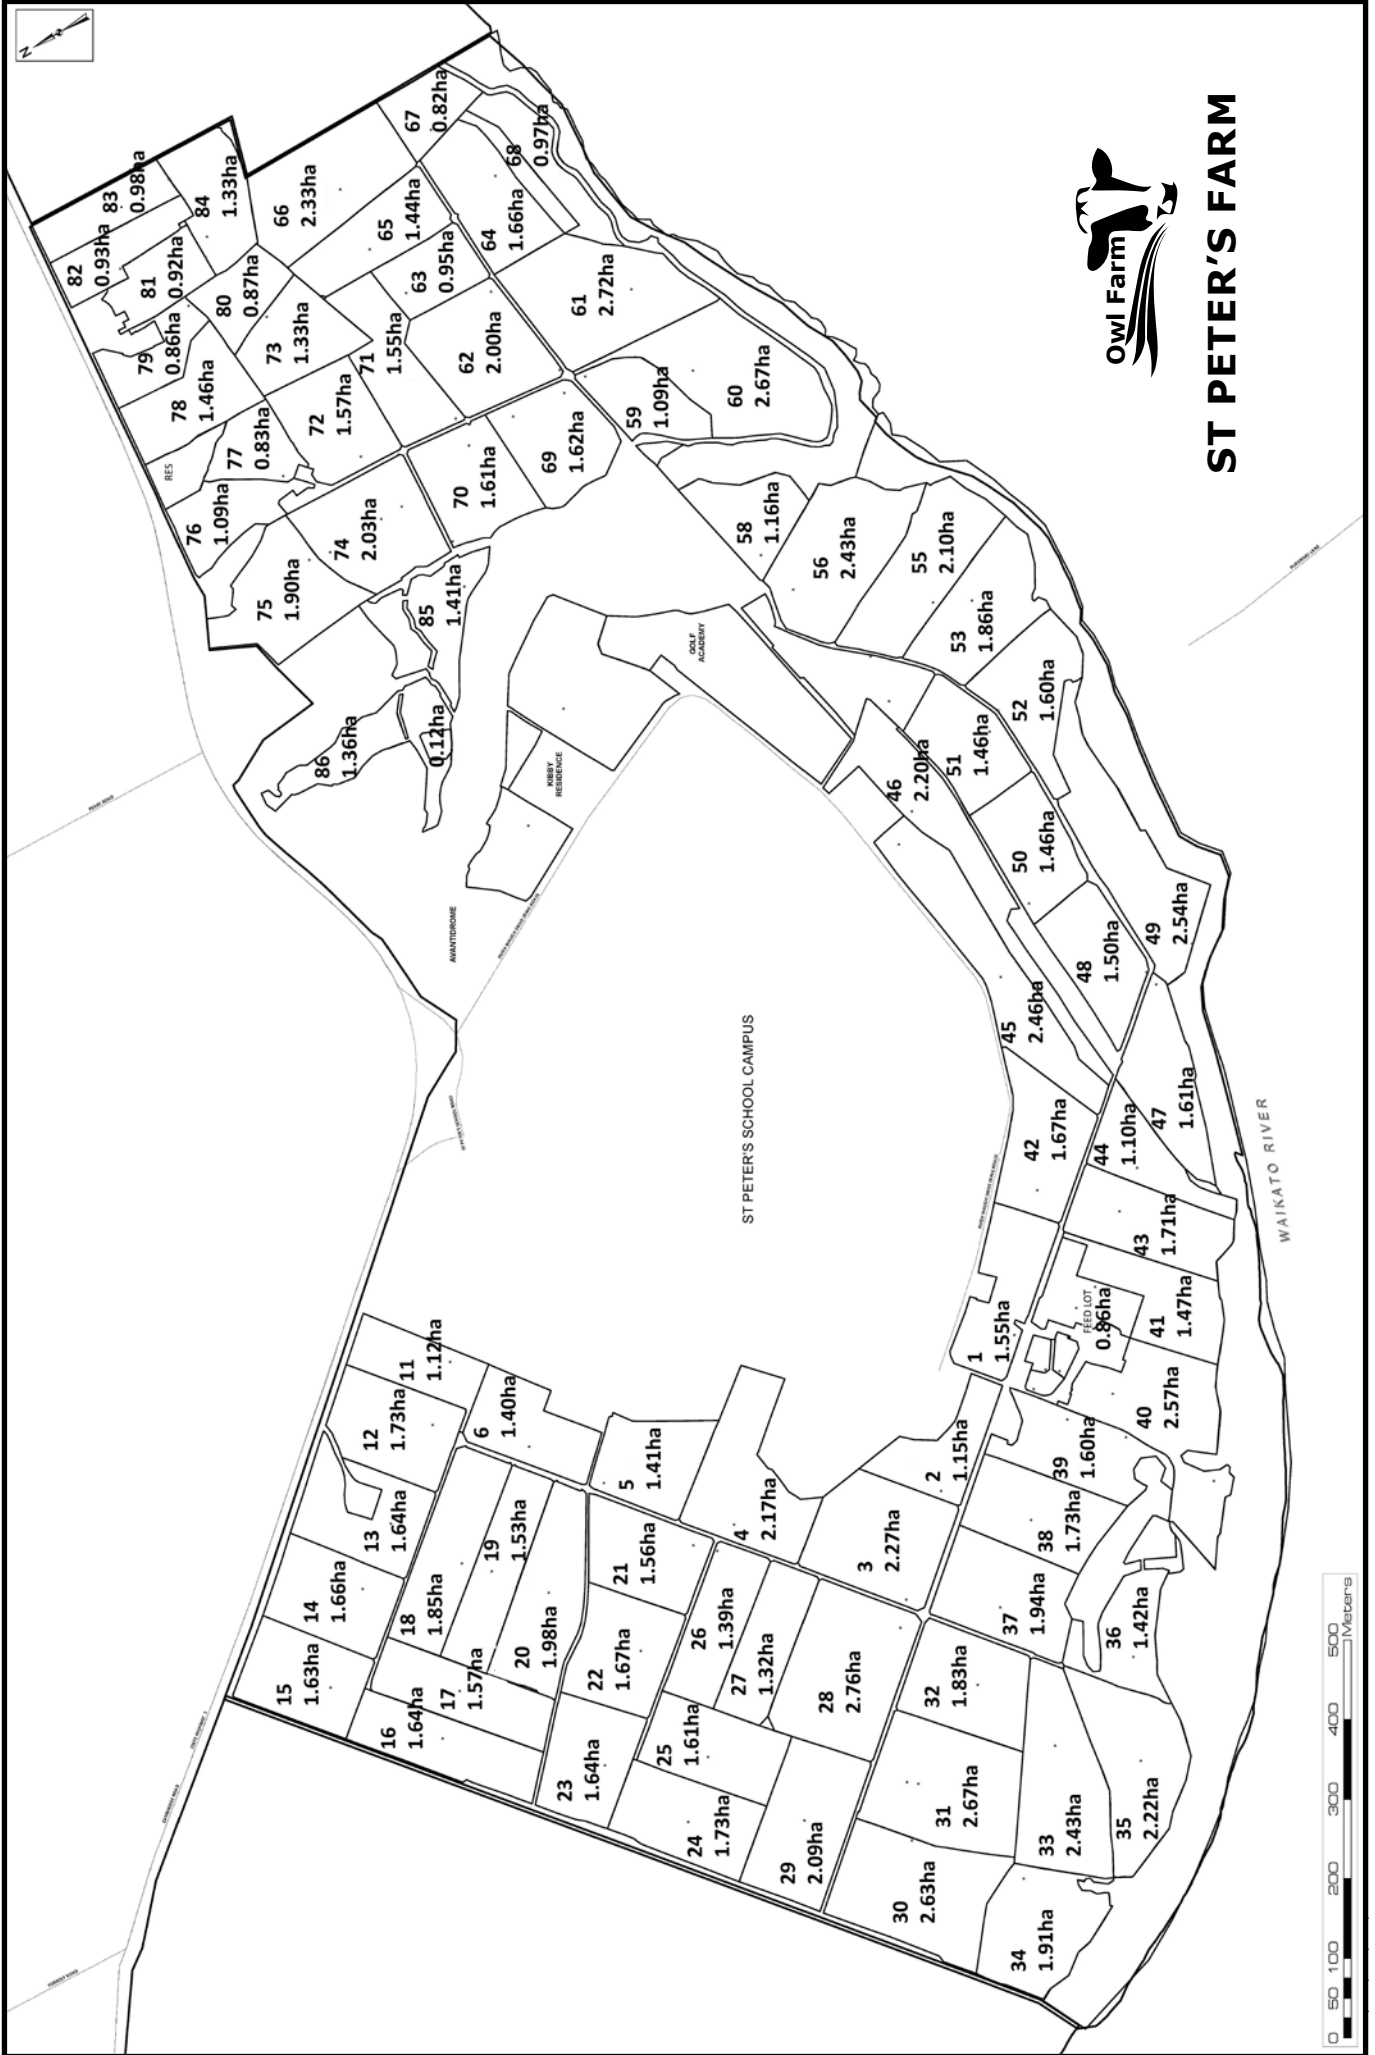 N
83
0.98ha
82
0.93ha
84
1.33ha
81
0.92ha
79
0.86ha
80
0.87ha
78
1.46ha
77
0.83ha
RES
76
1.09ha
75
1.90ha
74
2.03ha
73
1.33ha
72
1.57ha
71
1.55ha
66
2.33ha
67
0.82ha
68
0.97ha
65
1.44ha
64
1.66ha
63
0.95ha
62
2.00ha
61
2.72ha
60
2.67ha
59
1.09ha
69
1.62ha
70
1.61ha
58
1.16ha
56
2.43ha
55
2.10ha
53
1.86ha
52
1.60ha
51
1.46ha
50
1.46ha
49
2.54ha
48
1.50ha
47
1.61ha
46
2.20ha
45
2.46ha
44
1.10ha
43
1.71ha
42
1.67ha
41
1.47ha
40
2.57ha
39
1.60ha
38
1.73ha
37
1.94ha
36
1.42ha
35
2.22ha
34
1.91ha
33
2.43ha
32
1.83ha
31
2.67ha
30
2.63ha
29
2.09ha
28
2.76ha
27
1.32ha
26
1.39ha
25
1.61ha
24
1.73ha
23
1.64ha
22
1.67ha
21
1.56ha
20
1.98ha
19
1.53ha
18
1.85ha
17
1.57ha
16
1.64ha
15
1.63ha
14
1.66ha
13
1.64ha
12
1.73ha
11
1.12ha
6
1.40ha
5
1.41ha
4
2.17ha
3
2.27ha
2
1.15ha
1
1.55ha
FEED LOT
0.86ha
85
1.41ha
86
1.36ha
0.12ha
GOLF
ACADEMY
KIBBY
RESIDENCE
AVANTIDROME
ST PETER'S SCHOOL CAMPUS
WAIKATO RIVER
Owl Farm
ST PETER'S FARM
0 50 100 200 300 400 500
Meters